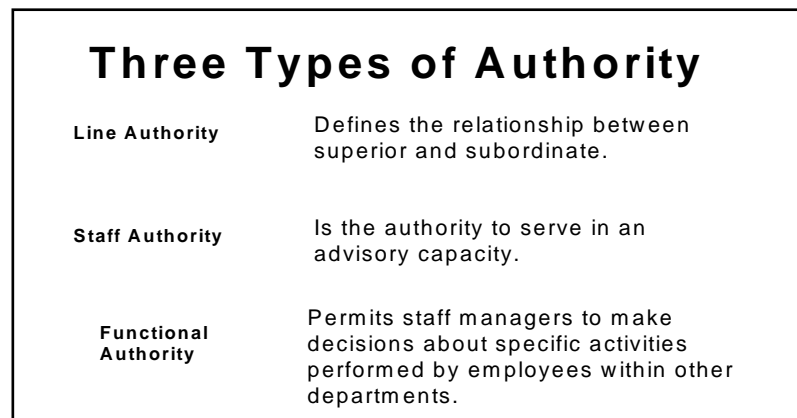 Three Types of Authority
Line Authority
Defines the relationship between
superior and subordinate.
Staff Authority
Is the authority to serve in an
advisory capacity.
Functional
Authority
Permits staff managers to make
decisions about specific activities
performed by employees within other
departments.